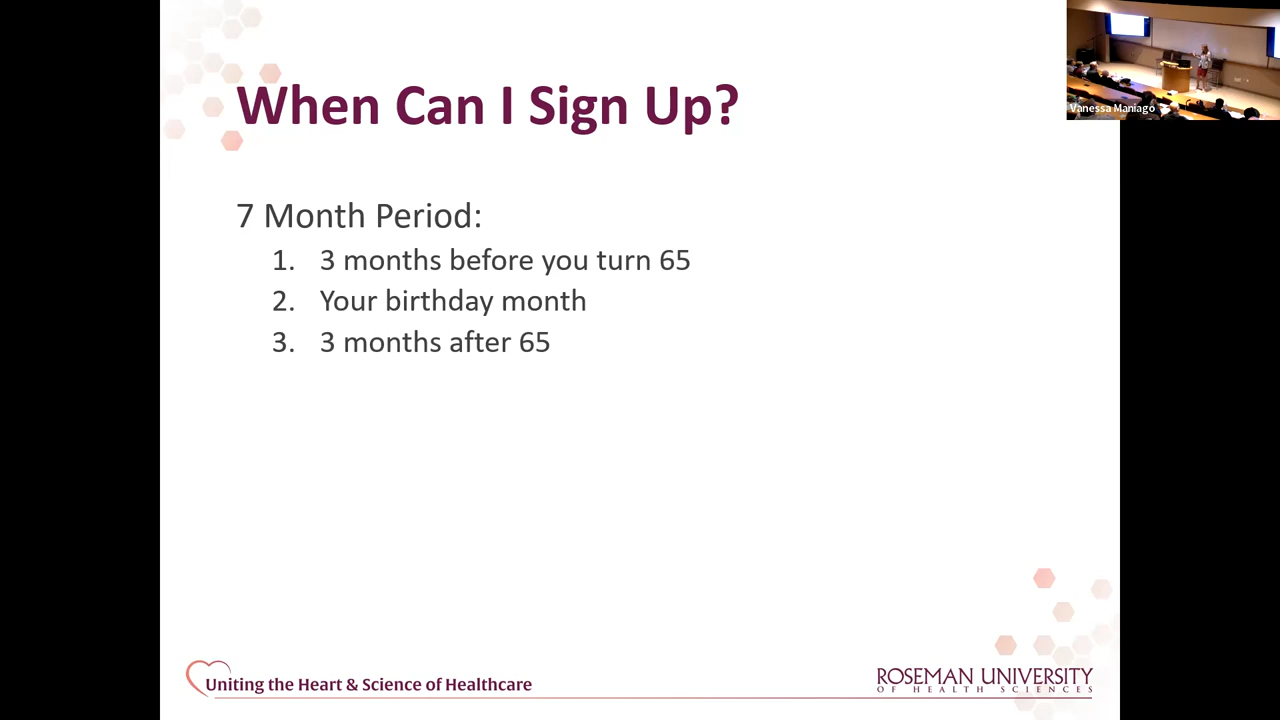 When Can I Sign Up?
Vanessa Maniago
7 Month Period:
1. 3 months before you turn 65
2. Your birthday month
3. 3 months after 65
Uniting the Heart & Science of Healthcare
ROSEMAN UNIVERSITY
OF HEALTH SCIENCES